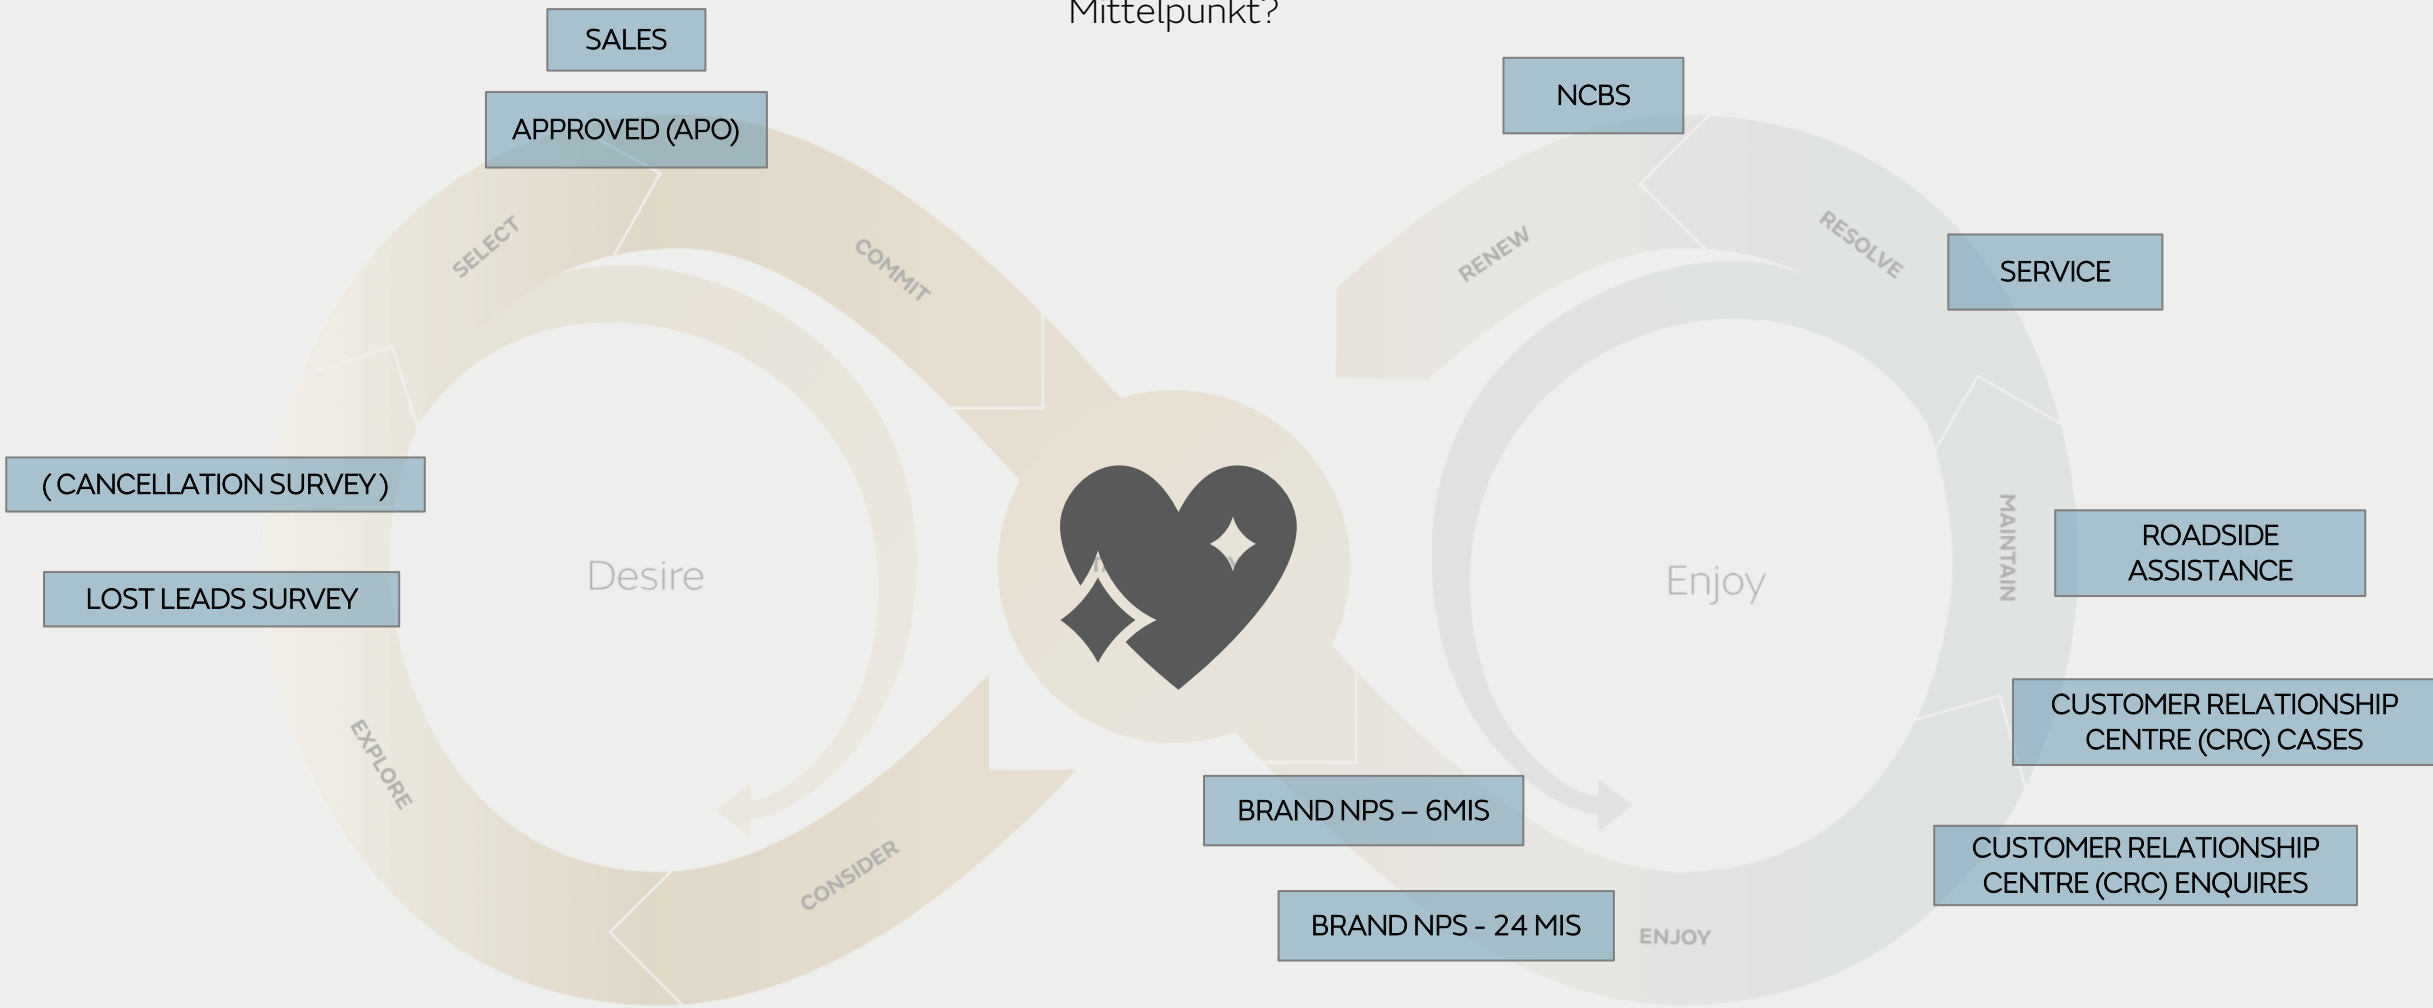 Mittelpunkt?
SALES
APPROVED (APO)
NCBS
SELECT
COMMIT
RENEW
RESOLVE
SERVICE
( CANCELLATION SURVEY )
LOST LEADS SURVEY
Desire
Enjoy
MAINTAIN
ROADSIDE
ASSISTANCE
CUSTOMER RELATIONSHIP
CENTRE (CRC) CASES
EXPLORE
CONSIDER
BRAND NPS – 6MIS
BRAND NPS - 24 MIS
ENJOY
CUSTOMER RELATIONSHIP
CENTRE (CRC) ENQUIRES